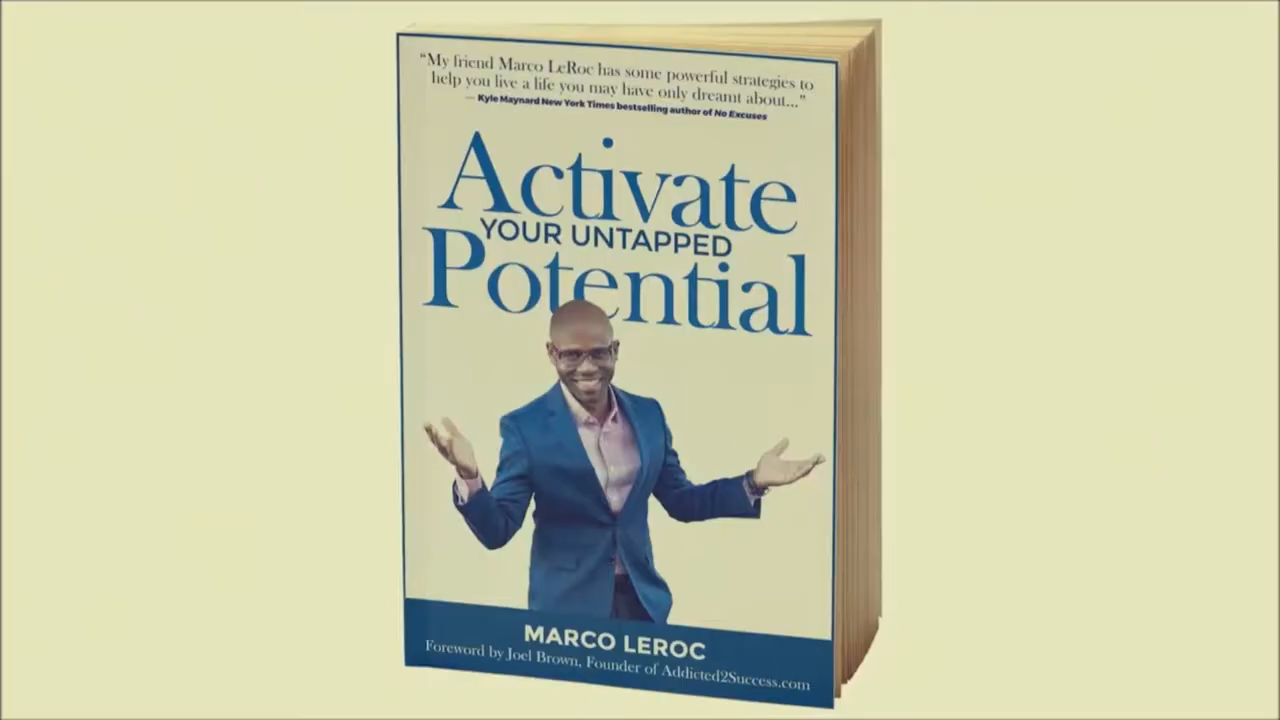 “My friend Marco LeRoc has some powerful strategies to
help you live a life you may have only dreamt about...”
— Kyle Maynard New York Times bestselling author of No Excuses
Activate
YOUR UNTAPPED
Potential
MARCO LEROC
Foreword by Joel Brown, Founder of Addicted2Success.com